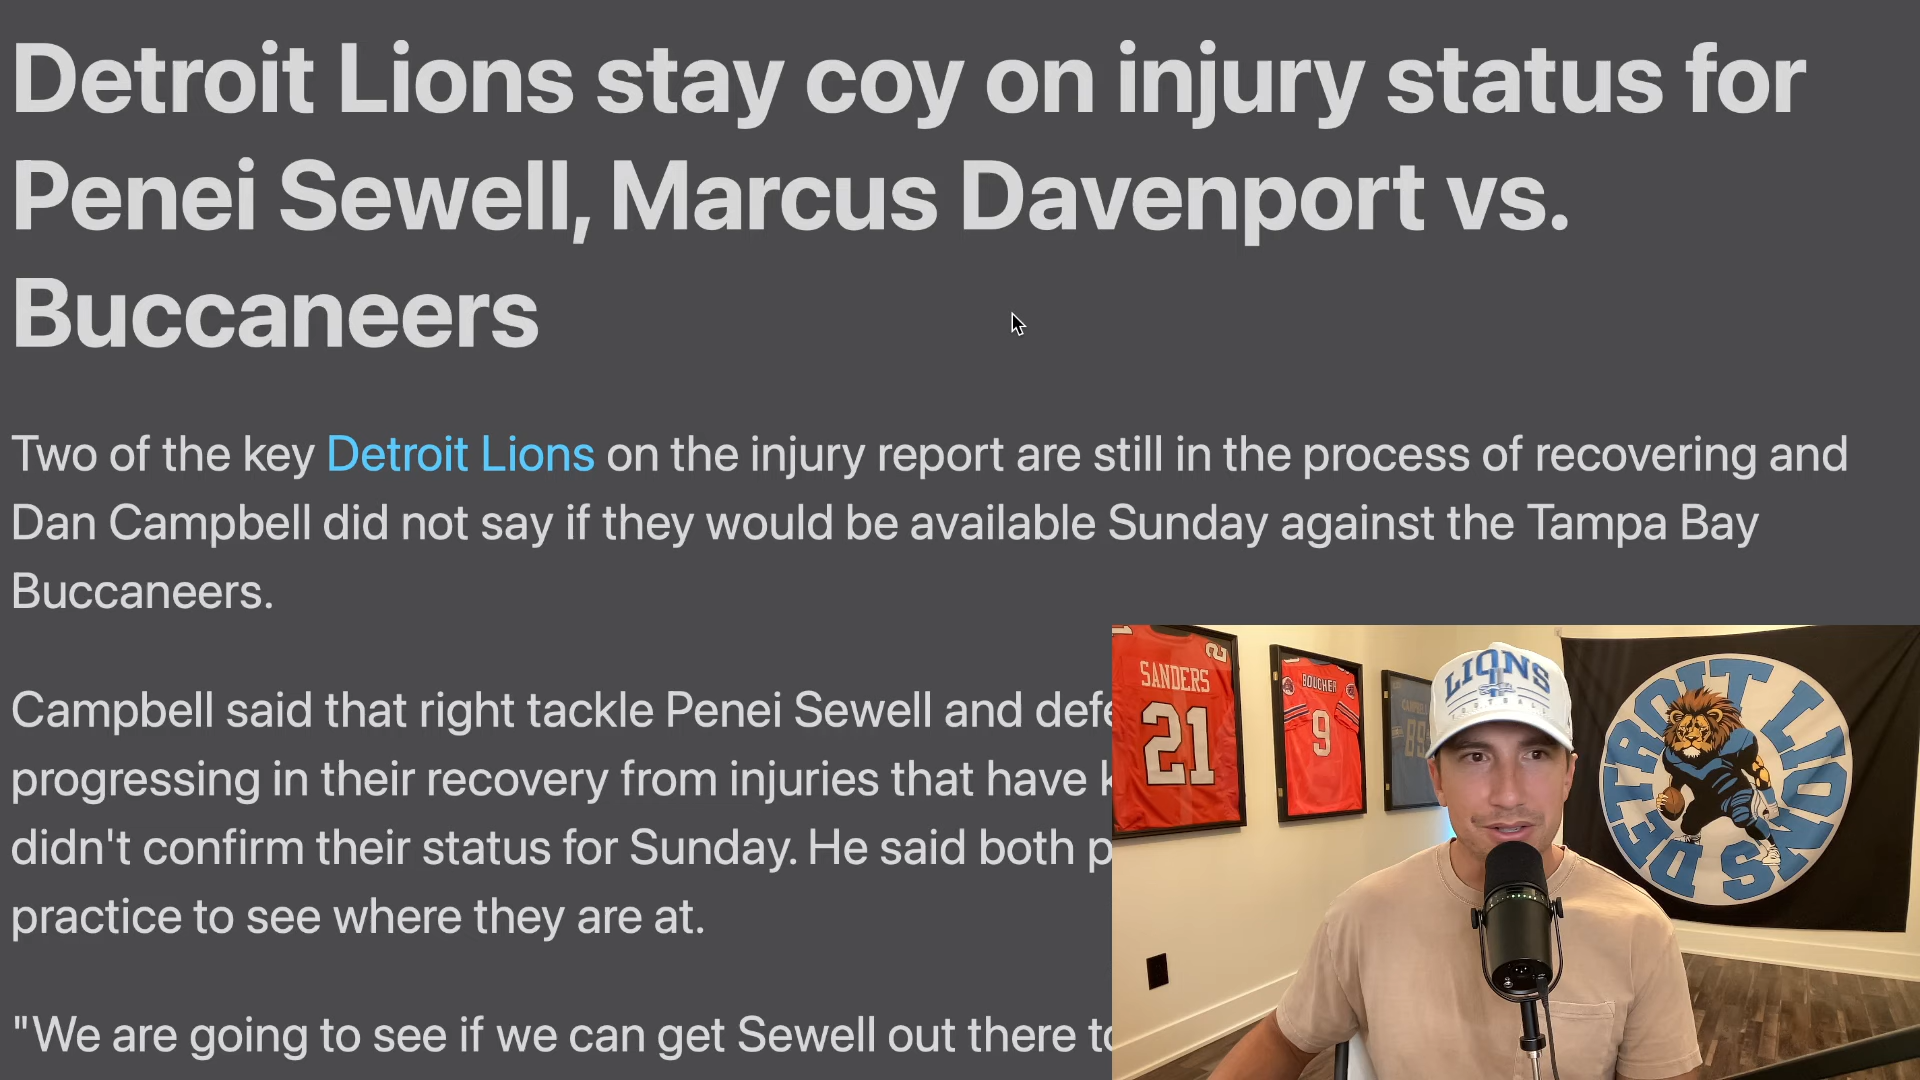 Detroit Lions stay coy on injury status for
Penei Sewell, Marcus Davenport vs.
Buccaneers
Two of the key Detroit Lions on the injury report are still in the process of recovering and
Dan Campbell did not say if they would be available Sunday against the Tampa Bay
Buccaneers.
Campbell said that right tackle Penei Sewell and defe
progressing in their recovery from injuries that have k
didn't confirm their status for Sunday. He said both p
practice to see where they are at.
"We are going to see if we can get Sewell out there to
SANDERS
21
2
BOUCHER
9
89
LIONS
FOOTBALL
DETROIT LIONS